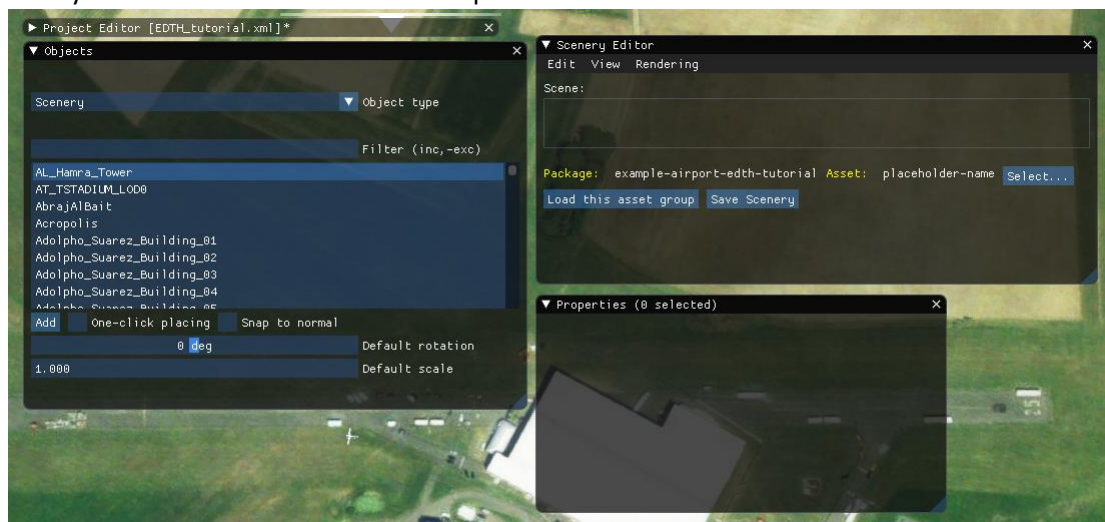 Project Editor [EDTH_tutorial.xml]*
Objects
Scenery
Object type
Filter (inc,-exc)
AL_Hamra_Tower
AT_TSTADIUM_LOD0
AbrajAlBait
Acropolis
Adolpho_Suarez_Building_01
Adolpho_Suarez_Building_02
Adolpho_Suarez_Building_03
Adolpho_Suarez_Building_04
Adolpho_Suarez_Building_05
Add One-click placing Snap to normal
0 deg Default rotation
1.000 Default scale
Scenery Editor
Edit View Rendering
Scene:
Package: example-airport-edth-tutorial Asset: placeholder-name Select...
Load this asset group Save Scenery
Properties (0 selected)